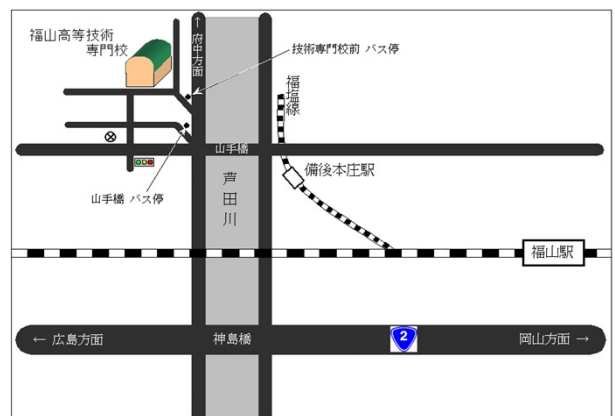 福山高等技術
専門校
↑府中方面
技術専門校前 バス停
福塩線
山手橋
備後本庄駅
山手橋 バス停
芦田川
福山駅
← 広島方面
神島橋
2
岡山方面 →